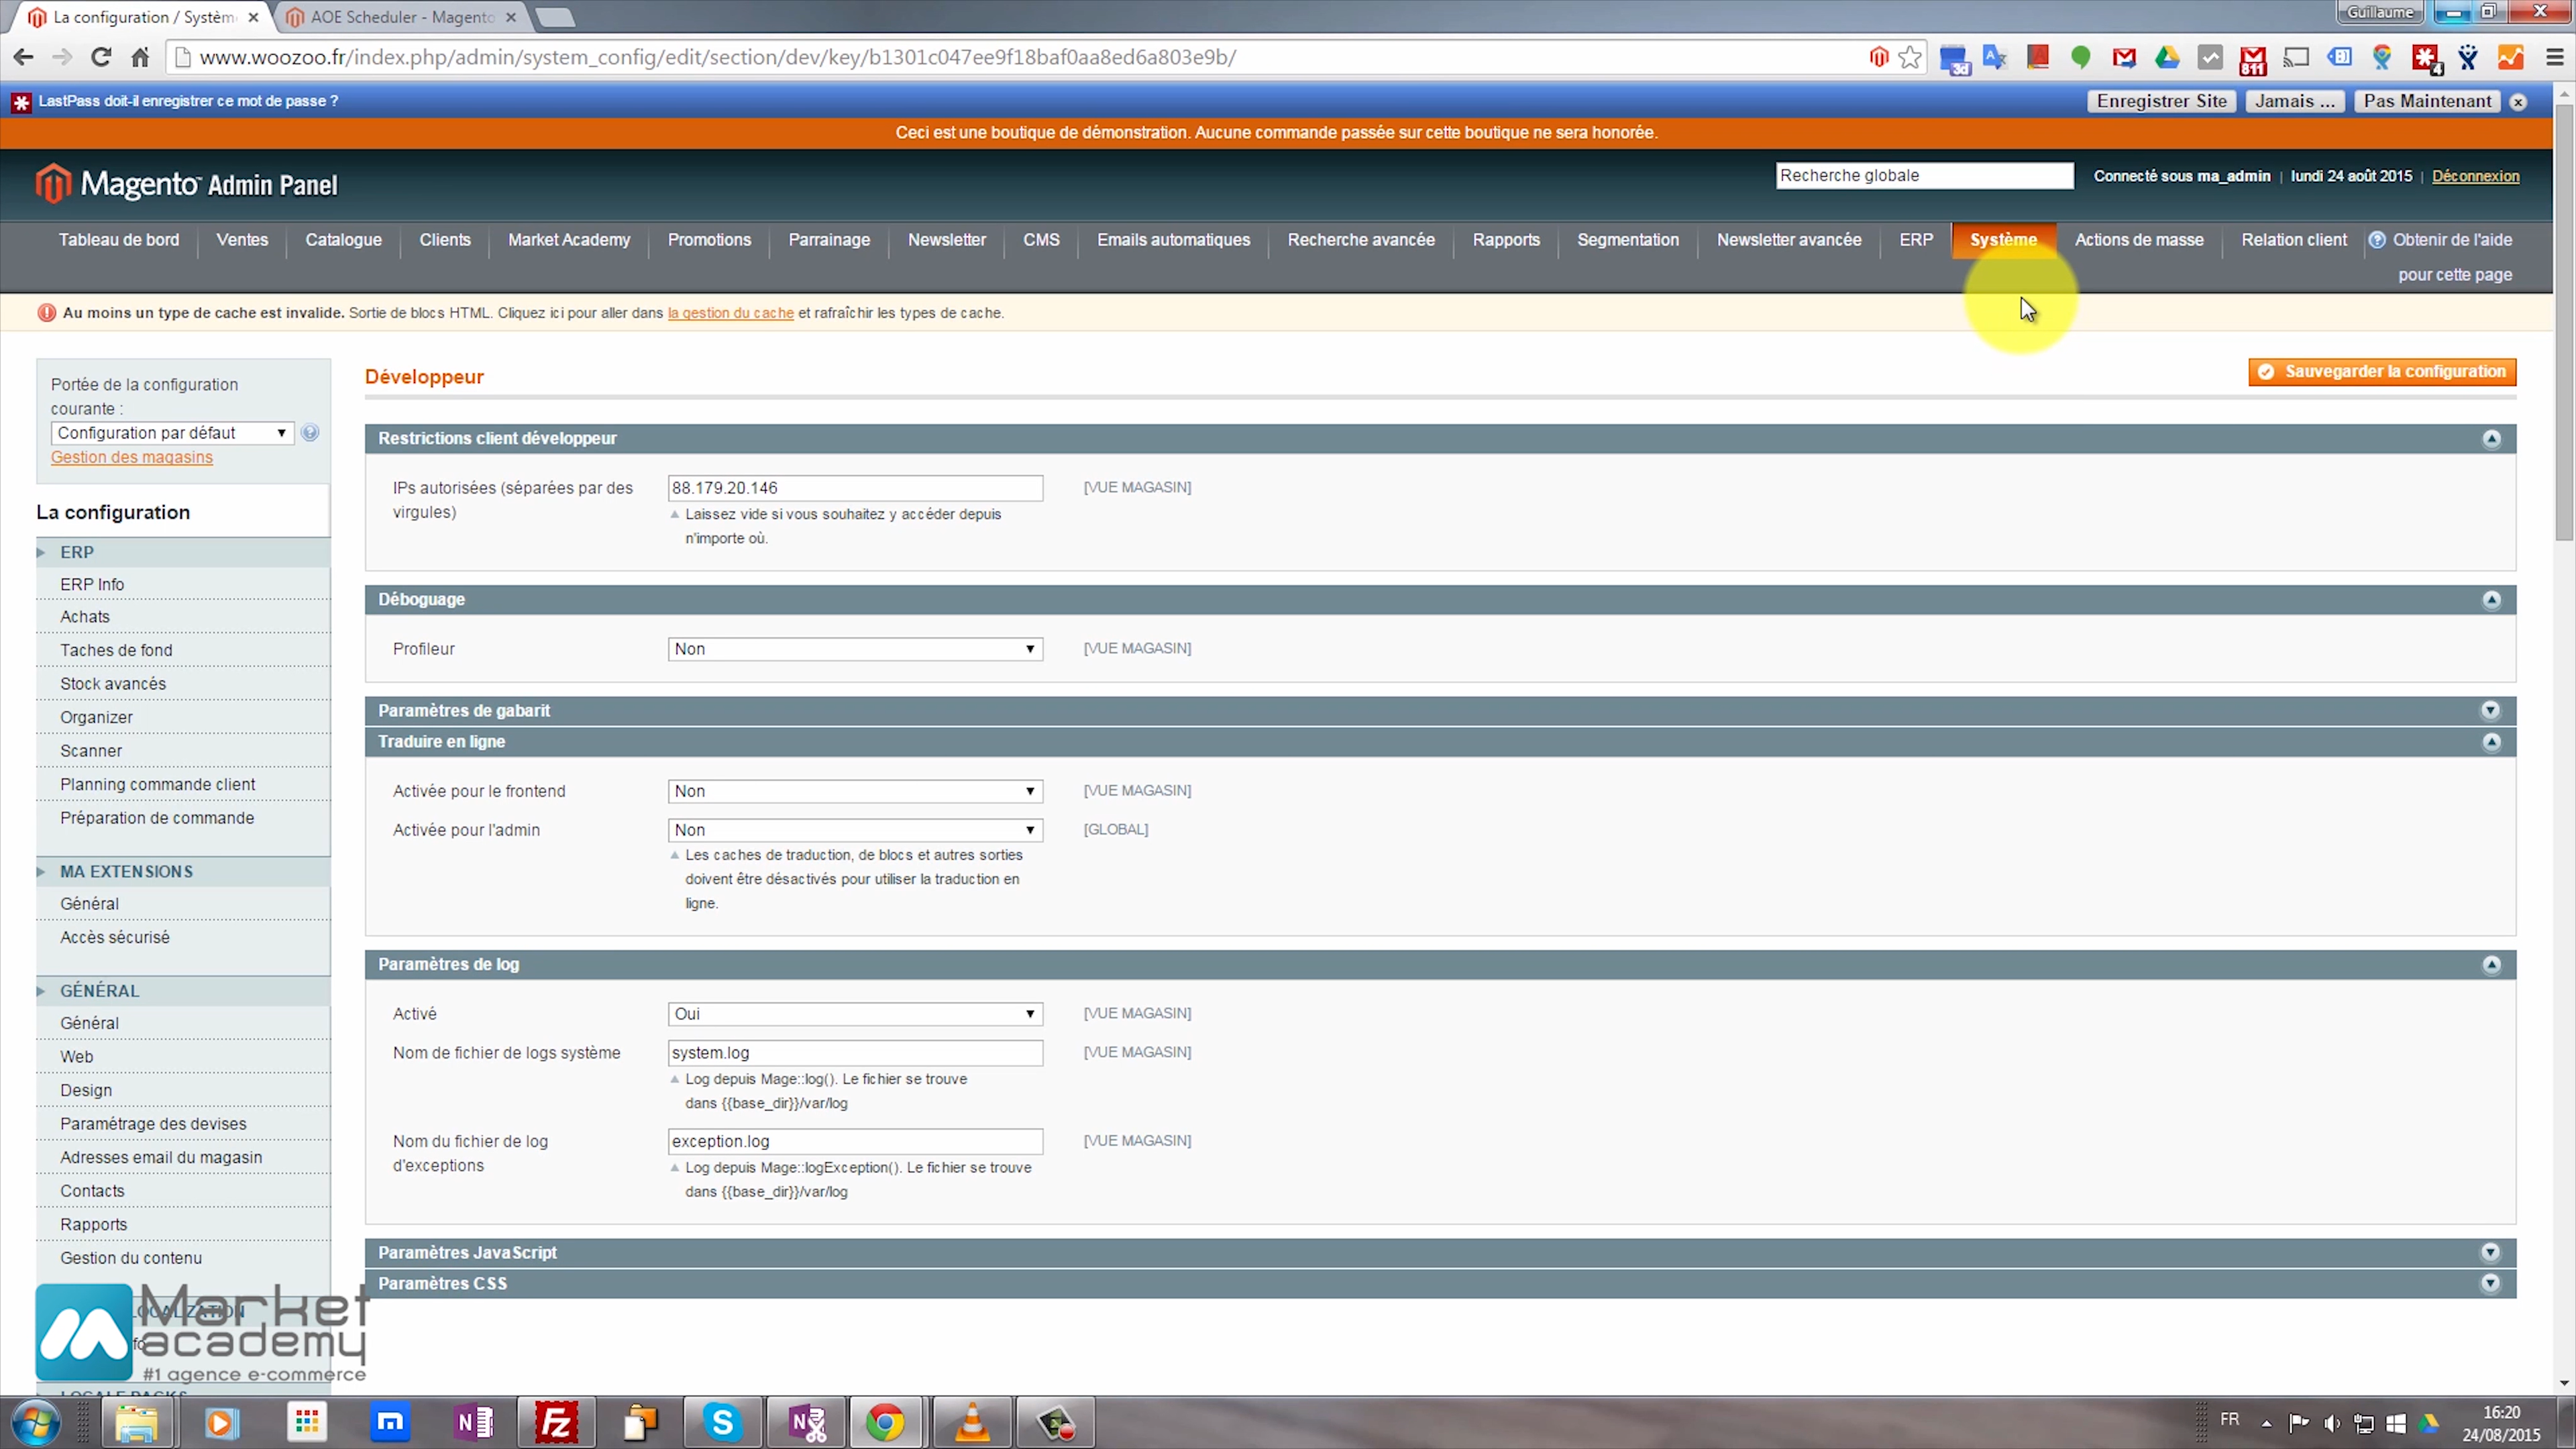 La configuration / Systèm
AOE Scheduler - Magento
Guillaume
www.woozoo.fr/index.php/admin/system_config/edit/section/dev/key/b1301c047ee9f18baf0aa8ed6a803e9b/
LastPass doit-il enregistrer ce mot de passe ?
Enregistrer Site
Jamais ...
Pas Maintenant
Ceci est une boutique de démonstration. Aucune commande passée sur cette boutique ne sera honorée.
Magento Admin Panel
Recherche globale
Connecté sous ma_admin | lundi 24 août 2015 | Déconnexion
Tableau de bord
Ventes
Catalogue
Clients
Market Academy
Promotions
Parrainage
Newsletter
CMS
Emails automatiques
Recherche avancée
Rapports
Segmentation
Newsletter avancée
ERP
Système
Actions de masse
Relation client
Obtenir de l'aide
pour cette page
Au moins un type de cache est invalide. Sortie de blocs HTML. Cliquez ici pour aller dans la gestion du cache et rafraîchir les types de cache.
Portée de la configuration
courante :
Configuration par défaut
Gestion des magasins
La configuration
ERP
ERP Info
Achats
Taches de fond
Stock avancés
Organizer
Scanner
Planning commande client
Préparation de commande
MA EXTENSIONS
Général
Accès sécurisé
GÉNÉRAL
Général
Web
Design
Paramétrage des devises
Adresses email du magasin
Contacts
Rapports
Gestion du contenu
Développeur
Sauvegarder la configuration
Restrictions client développeur
IPs autorisées (séparées par des
virgules)
88.179.20.146
[VUE MAGASIN]
Laissez vide si vous souhaitez y accéder depuis
n'importe où.
Déboguage
Profileur
Non
[VUE MAGASIN]
Paramètres de gabarit
Traduire en ligne
Activée pour le frontend
Non
[VUE MAGASIN]
Activée pour l'admin
Non
[GLOBAL]
Les caches de traduction, de blocs et autres sorties
doivent être désactivés pour utiliser la traduction en
ligne.
Paramètres de log
Activé
Oui
[VUE MAGASIN]
Nom de fichier de logs système
system.log
[VUE MAGASIN]
Log depuis Mage::log(). Le fichier se trouve
dans {{base_dir}}/var/log
Nom du fichier de log
d'exceptions
exception.log
[VUE MAGASIN]
Log depuis Mage::logException(). Le fichier se trouve
dans {{base_dir}}/var/log
Paramètres JavaScript
Paramètres CSS
Market
academy
#1 agence e-commerce
FR
16:20
24/08/2015